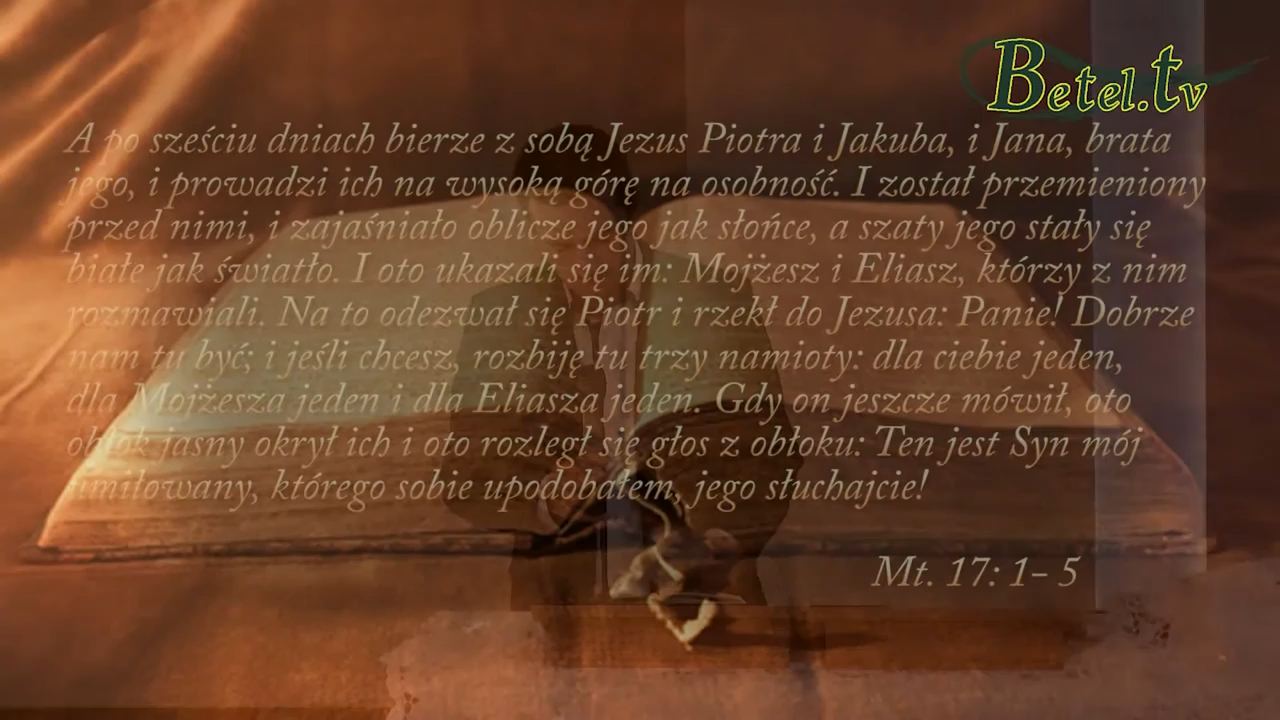 Betel.tv
A po sześciu dniach bierze z sobą Jezus Piotra i Jakuba, i Jana, brata
jego, i prowadzi ich na wysoką górę na osobność. I został przemieniony
przed nimi, i zajaśniało oblicze jego jak słońce, a szaty jego stały się
białe jak światło. I oto ukazali się im: Mojżesz i Eliasz, którzy z nim
rozmawiali. Na to odezwał się Piotr i rzekł do Jezusa: Panie! Dobrze
nam tu być; i jeśli chcesz, rozbiję tu trzy namioty: dla ciebie jeden,
dla Mojżesza jeden i dla Eliasza jeden. Gdy on jeszcze mówił, oto
obłok jasny okrył ich i oto rozległ się głos z obłoku: Ten jest Syn mój
umiłowany, którego sobie upodobałem, jego słuchajcie!
Mt. 17: 1- 5